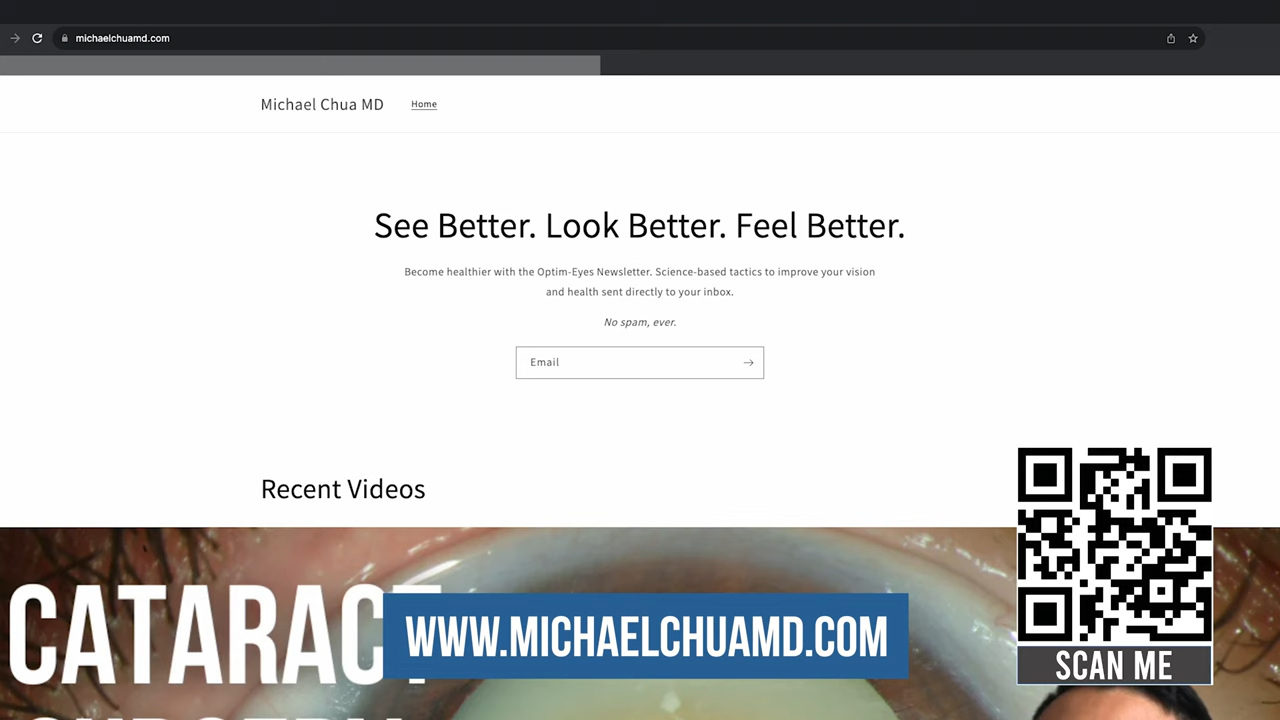 michaelchuamd.com
Michael Chua MD Home
See Better. Look Better. Feel Better.
Become healthier with the Optim-Eyes Newsletter. Science-based tactics to improve your vision
and health sent directly to your inbox.
No spam, ever.
Email
Recent Videos
CATARACT
WWW.MICHAELCHUAMD.COM
SCAN ME
SURGERY